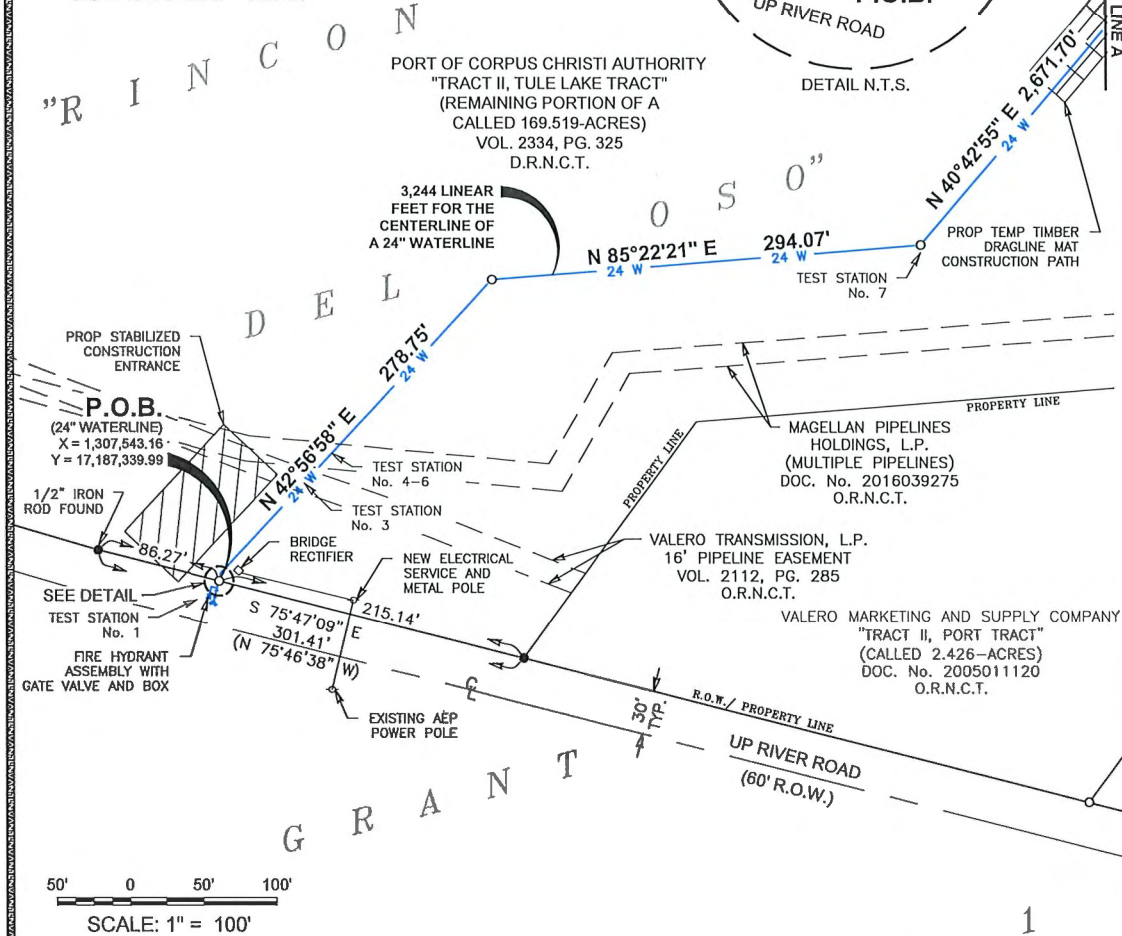 "RINCON
DEL
OSO"
GRANT
UP RIVER ROAD
DETAIL N.T.S.
LINE A
PORT OF CORPUS CHRISTI AUTHORITY
"TRACT II, TULE LAKE TRACT"
(REMAINING PORTION OF A
CALLED 169.519-ACRES)
VOL. 2334, PG. 325
D.R.N.C.T.
3,244 LINEAR
FEET FOR THE
CENTERLINE OF
A 24" WATERLINE
N 40°42'55" E 2,671.70'
24 W
N 85°22'21" E 294.07'
24 W 24 W
PROP TEMP TIMBER
DRAGLINE MAT
CONSTRUCTION PATH
TEST STATION
No. 7
278.75'
24 W
N 42°56'58" E
24 W
PROP STABILIZED
CONSTRUCTION
ENTRANCE
P.O.B.
(24" WATERLINE)
X = 1,307,543.16
Y = 17,187,339.99
1/2" IRON
ROD FOUND
86.27'
TEST STATION
No. 4-6
TEST STATION
No. 3
PROPERTY LINE
PROPERTY LINE
MAGELLAN PIPELINES
HOLDINGS, L.P.
(MULTIPLE PIPELINES)
DOC. No. 2016039275
O.R.N.C.T.
BRIDGE
RECTIFIER
NEW ELECTRICAL
SERVICE AND
METAL POLE
VALERO TRANSMISSION, L.P.
16' PIPELINE EASEMENT
VOL. 2112, PG. 285
O.R.N.C.T.
SEE DETAIL
TEST STATION
No. 1
FIRE HYDRANT
ASSEMBLY WITH
GATE VALVE AND BOX
S 75°47'09" E
301.41'
(N 75°46'38" W)
215.14'
VALERO MARKETING AND SUPPLY COMPANY
"TRACT II, PORT TRACT"
(CALLED 2.426-ACRES)
DOC. No. 2005011120
O.R.N.C.T.
EXISTING AEP
POWER POLE
CL
30'
TYP.
R.O.W./ PROPERTY LINE
UP RIVER ROAD
(60' R.O.W.)
50' 0 50' 100'
SCALE: 1" = 100'
1